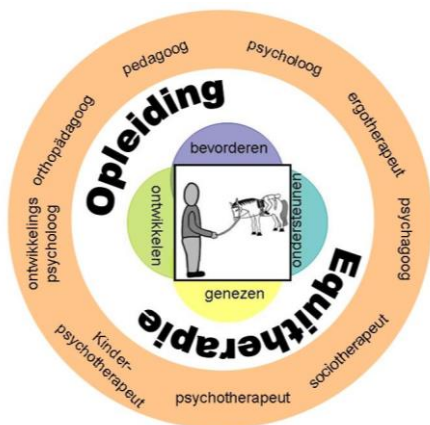 pedagoog
psycholoog
ergotherapeut
psychagoog
sociotherapeut
psychotherapeut
Kinder-
psychotherapeut
ontwikkelings
psycholoog
orthopädagoog
Opleiding
Equitherapie
bevorderen
ondersteunen
genezen
ontwikkelen